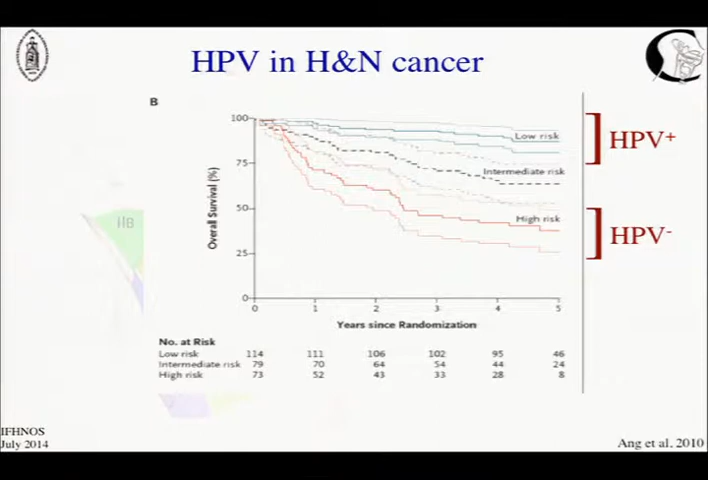 HPV in H&N cancer
B
100
75
50
25
0
Overall Survival (%)
Low risk
Intermediate risk
High risk
HPV+
HPV-
0 1 2 3 4 5
Years since Randomization
No. at Risk
Low risk 114 111 106 102 95 46
Intermediate risk 79 70 64 54 44 24
High risk 73 52 43 33 28 8
IIB
IFHNOS
July 2014
Ang et al. 2010